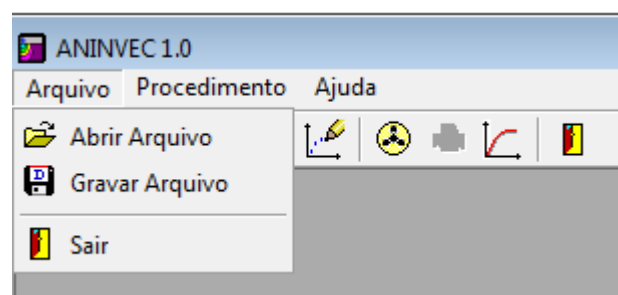 ANINVEC 1.0
Arquivo Procedimento Ajuda
Abrir Arquivo
Gravar Arquivo
Sair